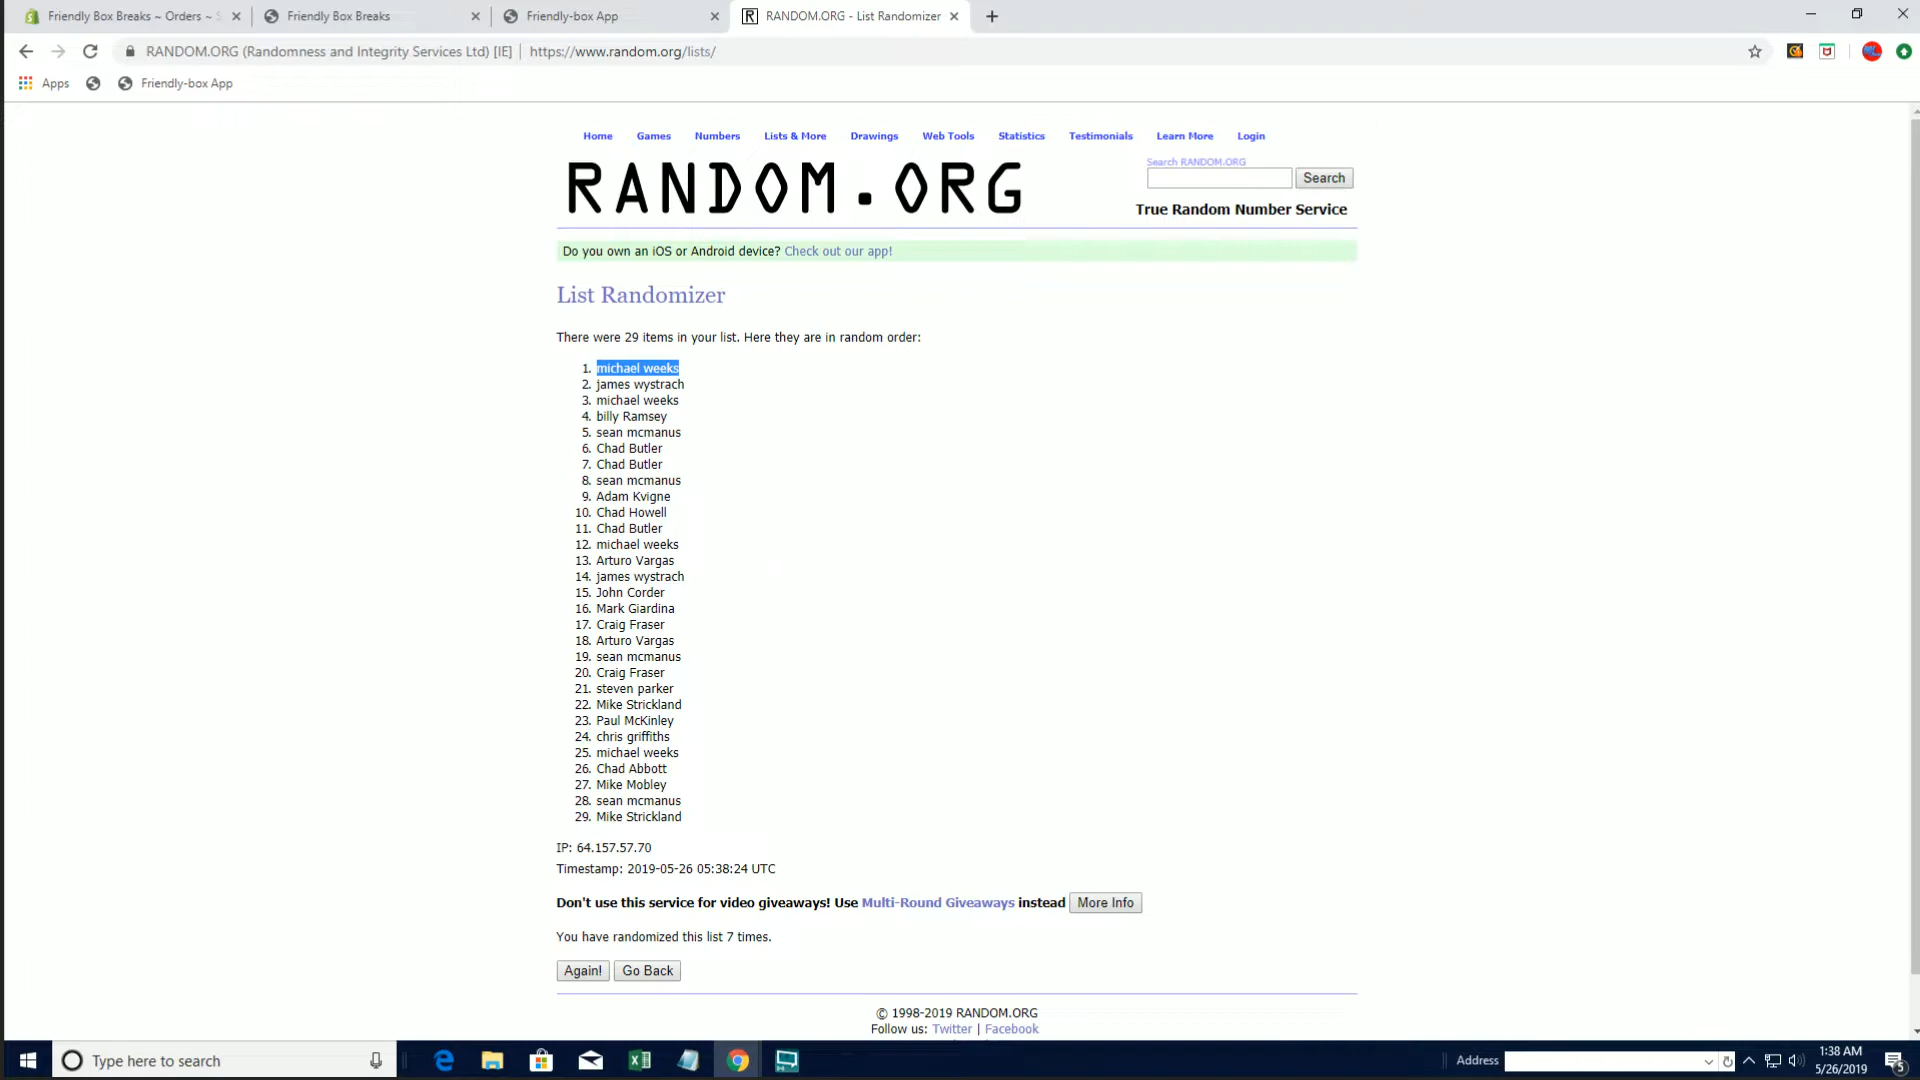 Friendly Box Breaks ~ Orders ~ S
Friendly Box Breaks
Friendly-box App
RANDOM.ORG - List Randomizer
RANDOM.ORG (Randomness and Integrity Services Ltd) [IE] | https://www.random.org/lists/
Apps
Friendly-box App
Home Games Numbers Lists & More Drawings Web Tools Statistics Testimonials Learn More Login
RANDOM.ORG
Search RANDOM.ORG
Search
True Random Number Service
Do you own an iOS or Android device? Check out our app!
List Randomizer
There were 29 items in your list. Here they are in random order:
1. michael weeks
2. james wystrach
3. michael weeks
4. billy Ramsey
5. sean mcmanus
6. Chad Butler
7. Chad Butler
8. sean mcmanus
9. Adam Kvigne
10. Chad Howell
11. Chad Butler
12. michael weeks
13. Arturo Vargas
14. james wystrach
15. John Corder
16. Mark Giardina
17. Craig Fraser
18. Arturo Vargas
19. sean mcmanus
20. Craig Fraser
21. steven parker
22. Mike Strickland
23. Paul McKinley
24. chris griffiths
25. michael weeks
26. Chad Abbott
27. Mike Mobley
28. sean mcmanus
29. Mike Strickland
IP: 64.157.57.70
Timestamp: 2019-05-26 05:38:24 UTC
Don't use this service for video giveaways! Use Multi-Round Giveaways instead More Info
You have randomized this list 7 times.
Again! Go Back
© 1998-2019 RANDOM.ORG
Follow us: Twitter | Facebook
Type here to search
Address
1:38 AM
5/26/2019
5